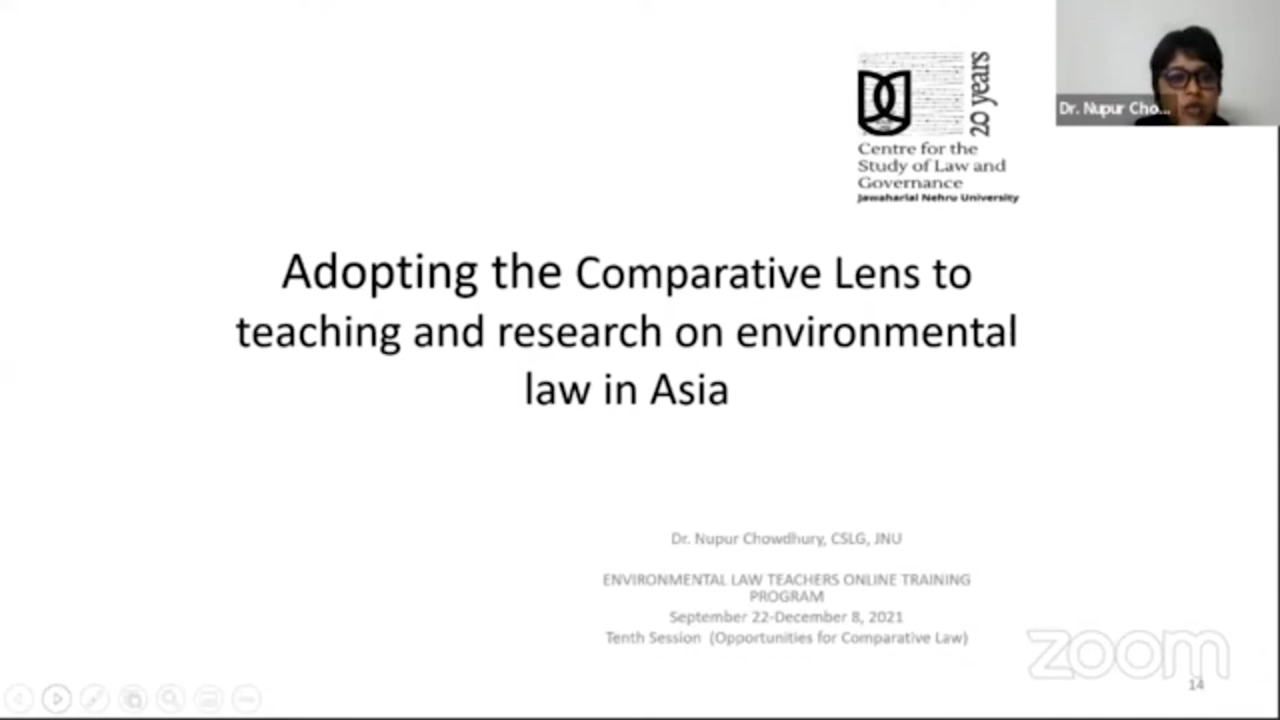 20 years
Centre for the
Study of Law and
Governance
Jawaharlal Nehru University
Dr. Nupur Cho...
Adopting the Comparative Lens to
teaching and research on environmental
law in Asia
Dr. Nupur Chowdhury, CSLG, JNU
ENVIRONMENTAL LAW TEACHERS ONLINE TRAINING
PROGRAM
September 22-December 8, 2021
Tenth Session (Opportunities for Comparative Law)
zoom
14